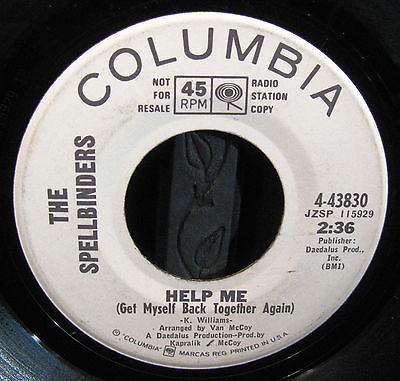 COLUMBIA
NOT FOR RESALE
45 RPM
RADIO STATION COPY
THE SPELLBINDERS
4-43830
JZSP 115929
2:36
Publisher:
Daedalus Prod.,
Inc.
(BMI)
HELP ME
(Get Myself Back Together Again)
-K. Williams-
Arranged by Van McCoy
A Daedalus Production-Prod.by
Kapralik / McCoy
® "COLUMBIA" MARCAS REG. PRINTED IN U.S.A.